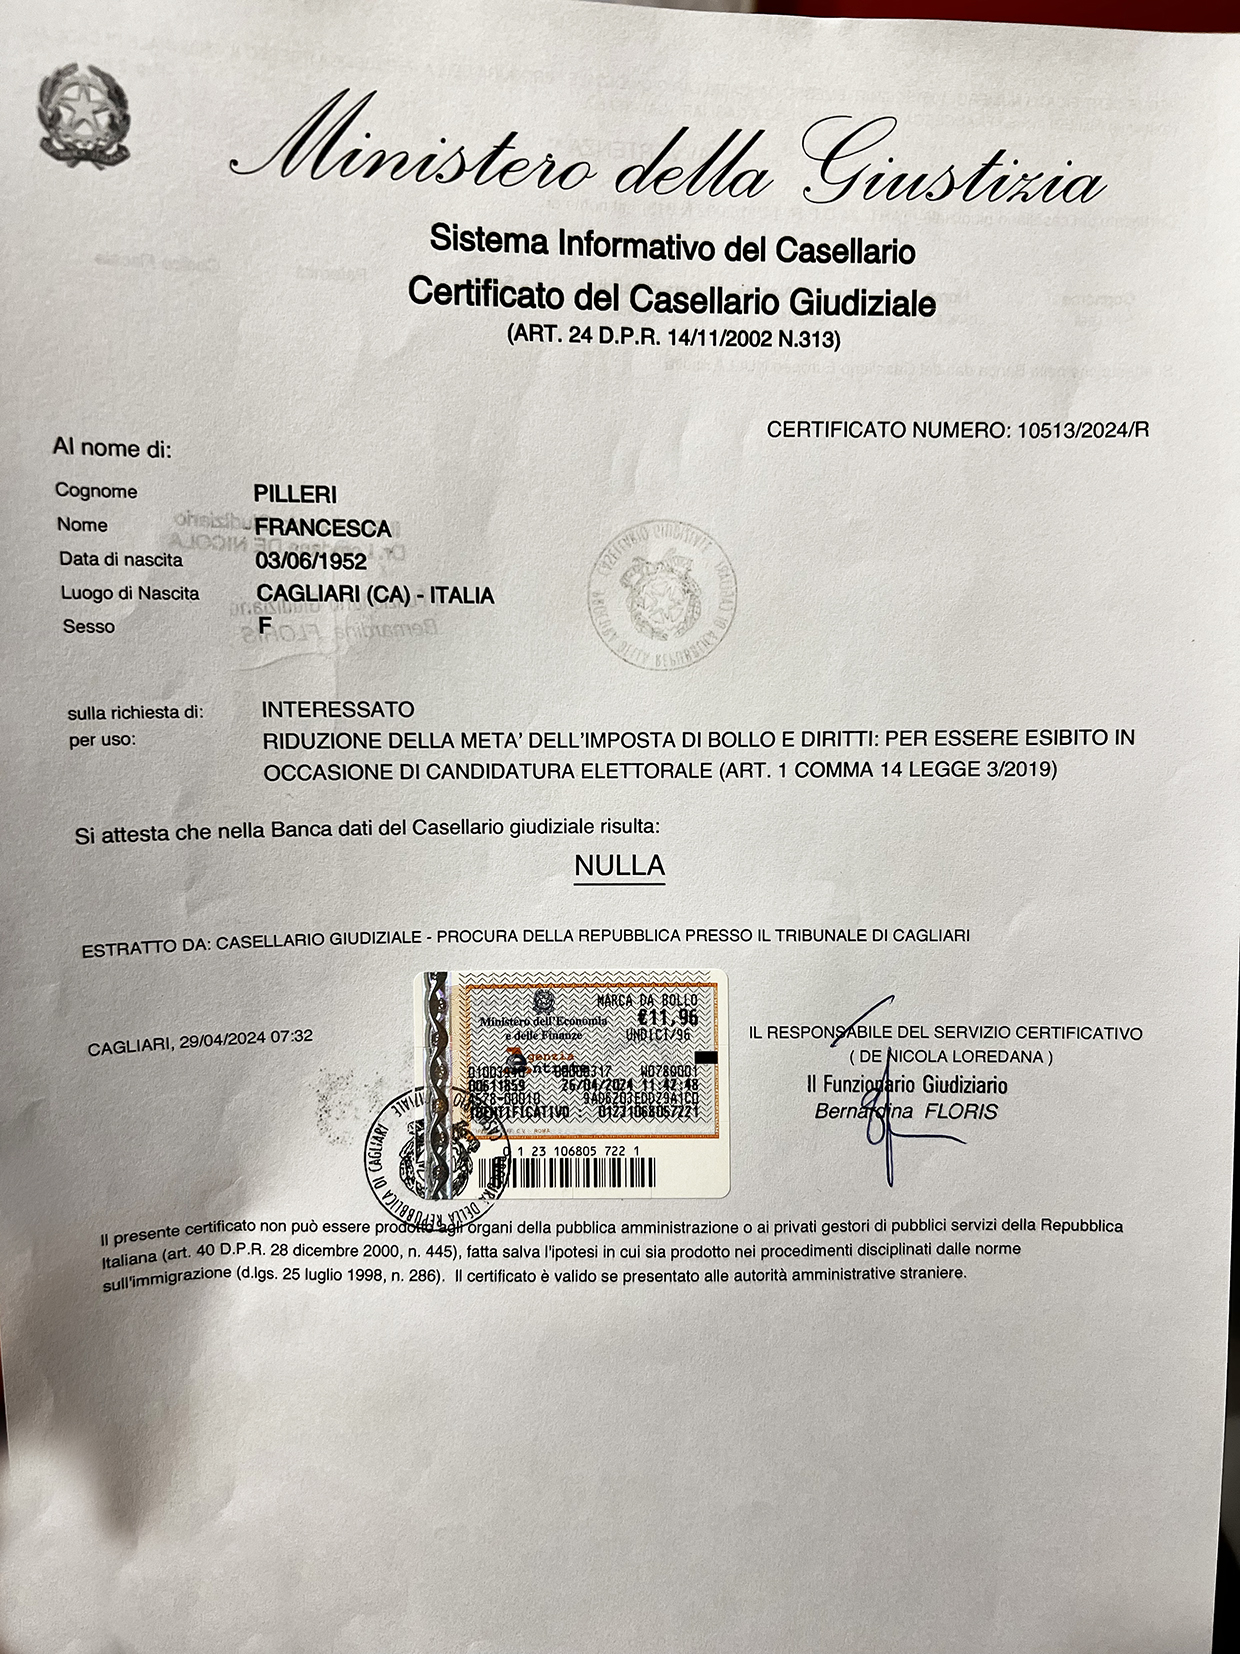 Ministero della Giustizia
Sistema Informativo del Casellario
Certificato del Casellario Giudiziale
(ART. 24 D.P.R. 14/11/2002 N.313)
CERTIFICATO NUMERO: 10513/2024/R
Al nome di:
Cognome PILLERI
Nome FRANCESCA
Data di nascita 03/06/1952
Luogo di Nascita CAGLIARI (CA) - ITALIA
Sesso F
sulla richiesta di: INTERESSATO
per uso: RIDUZIONE DELLA META' DELL'IMPOSTA DI BOLLO E DIRITTI: PER ESSERE ESIBITO IN
OCCASIONE DI CANDIDATURA ELETTORALE (ART. 1 COMMA 14 LEGGE 3/2019)
Si attesta che nella Banca dati del Casellario giudiziale risulta:
NULLA
ESTRATTO DA: CASELLARIO GIUDIZIALE - PROCURA DELLA REPUBBLICA PRESSO IL TRIBUNALE DI CAGLIARI
CAGLIARI, 29/04/2024 07:32
MARCA DA BOLLO
€11,96
UNDICI/96
Ministero dell'Economia
e delle Finanze
genzia
ntrate
00611859 26/04/2024 11:42:48
IDENTIFICATIVO : 01231068057221
0 1 23 106805 722 1
PROCURA DELLA REPUBBLICA DI CAGLIARI
IL RESPONSABILE DEL SERVIZIO CERTIFICATIVO
( DE NICOLA LOREDANA )
Il Funzionario Giudiziario
Bernardina FLORIS
Il presente certificato non può essere prodotto agli organi della pubblica amministrazione o ai privati gestori di pubblici servizi della Repubblica
Italiana (art. 40 D.P.R. 28 dicembre 2000, n. 445), fatta salva l'ipotesi in cui sia prodotto nei procedimenti disciplinati dalle norme
sull'immigrazione (d.lgs. 25 luglio 1998, n. 286). Il certificato è valido se presentato alle autorità amministrative straniere.